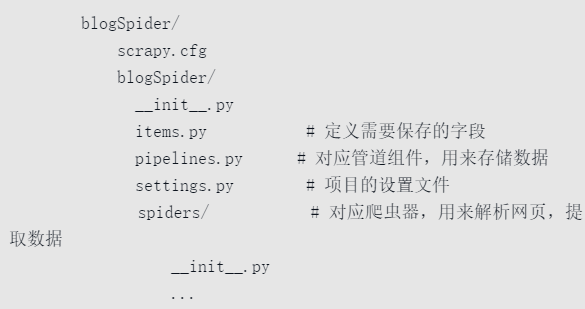 blogSpider/
scrapy.cfg
blogSpider/
__init__.py
items.py # 定义需要保存的字段
pipelines.py # 对应管道组件，用来存储数据
settings.py # 项目的设置文件
spiders/ # 对应爬虫器，用来解析网页，提
取数据
__init__.py
...